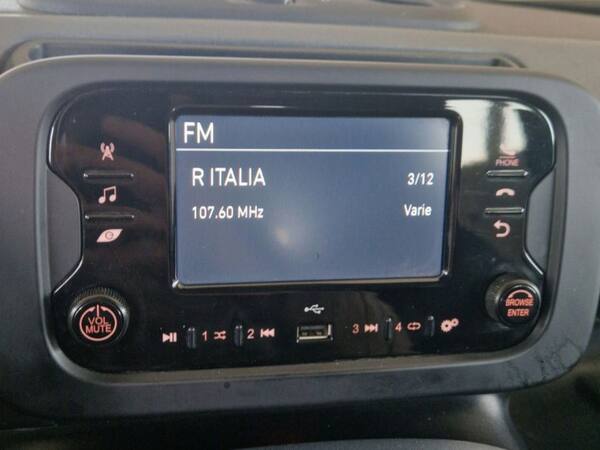 FM
R ITALIA 3/12
107.60 MHz Varie
PHONE
VOL
MUTE
BROWSE
ENTER
1 2 3 4